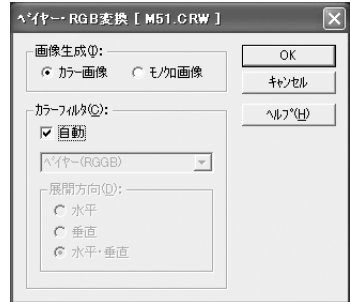 ﾍﾞｲﾔｰ・RGB変換 [ M51.CRW ]
画像生成(I):
カラー画像
モノクロ画像
OK
キャンセル
ﾍﾙﾌﾟ(H)
カラーフィルタ(C):
自動
ﾍﾞｲﾔｰ(RGGB)
展開方向(D):
水平
垂直
水平・垂直